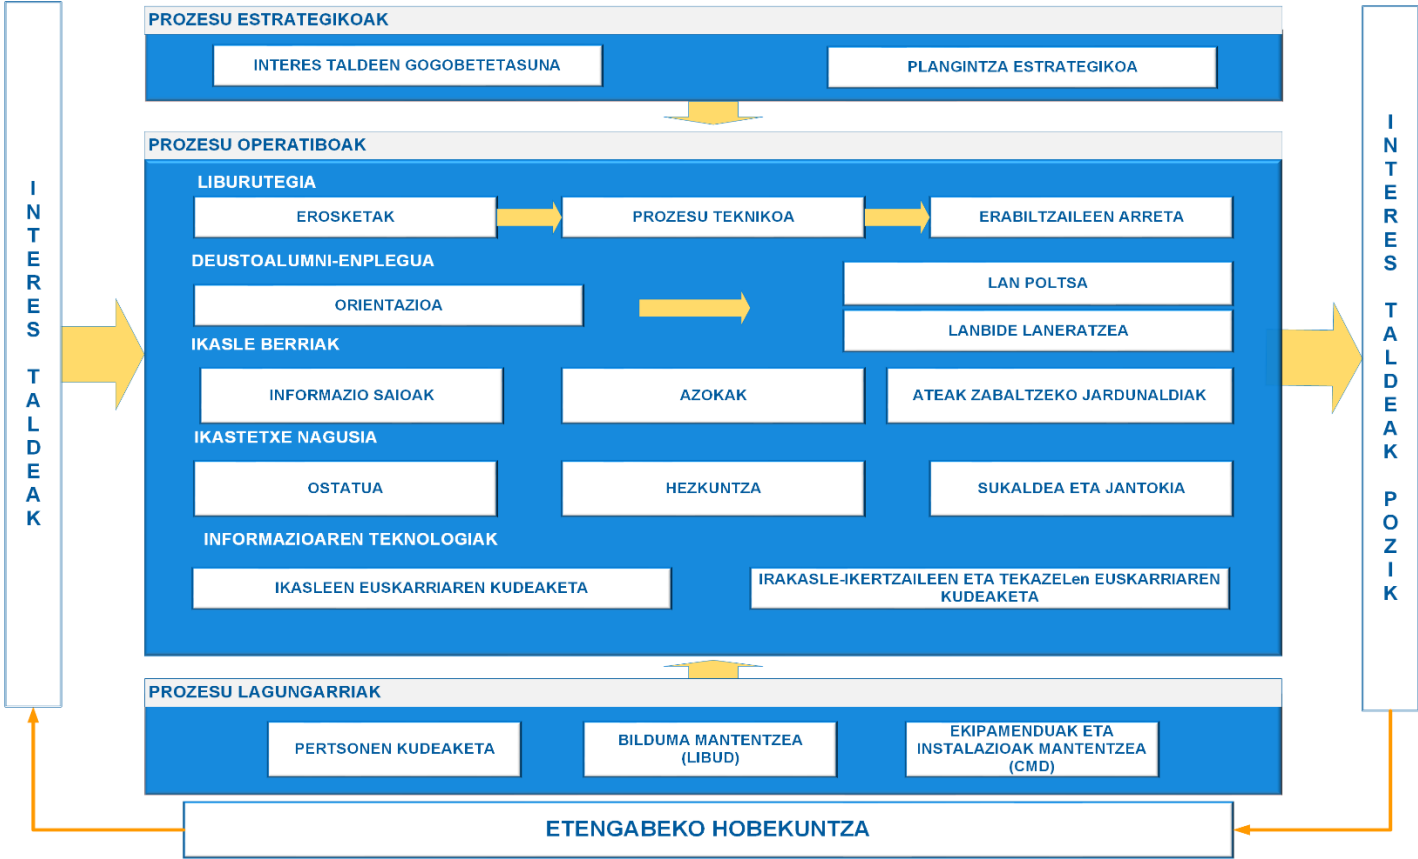 PROZESU ESTRATEGIKOAK
INTERES TALDEEN GOGOBETETASUNA
PLANGINTZA ESTRATEGIKOA
INTERES TALDEAK
PROZESU OPERATIBOAK
LIBURUTEGIA
EROSKETAK
PROZESU TEKNIKOA
ERABILTZAILEEN ARRETA
DEUSTOALUMNI-ENPLEGUA
ORIENTAZIOA
LAN POLTSA
LANBIDE LANERATZEA
IKASLE BERRIAK
INFORMAZIO SAIOAK
AZOKAK
ATEAK ZABALTZEKO JARDUNALDIAK
IKASTETXE NAGUSIA
OSTATUA
HEZKUNTZA
SUKALDEA ETA JANTOKIA
INFORMAZIOAREN TEKNOLOGIAK
IKASLEEN EUSKARRIAREN KUDEAKETA
IRAKASLE-IKERTZAILEEN ETA TEKAZELen EUSKARRIAREN
KUDEAKETA
INTERES TALDEAK POZIK
PROZESU LAGUNGARRIAK
PERTSONEN KUDEAKETA
BILDUMA MANTENTZEA
(LIBUD)
EKIPAMENDUAK ETA
INSTALAZIOAK MANTENTZEA
(CMD)
ETENGABEKO HOBEKUNTZA